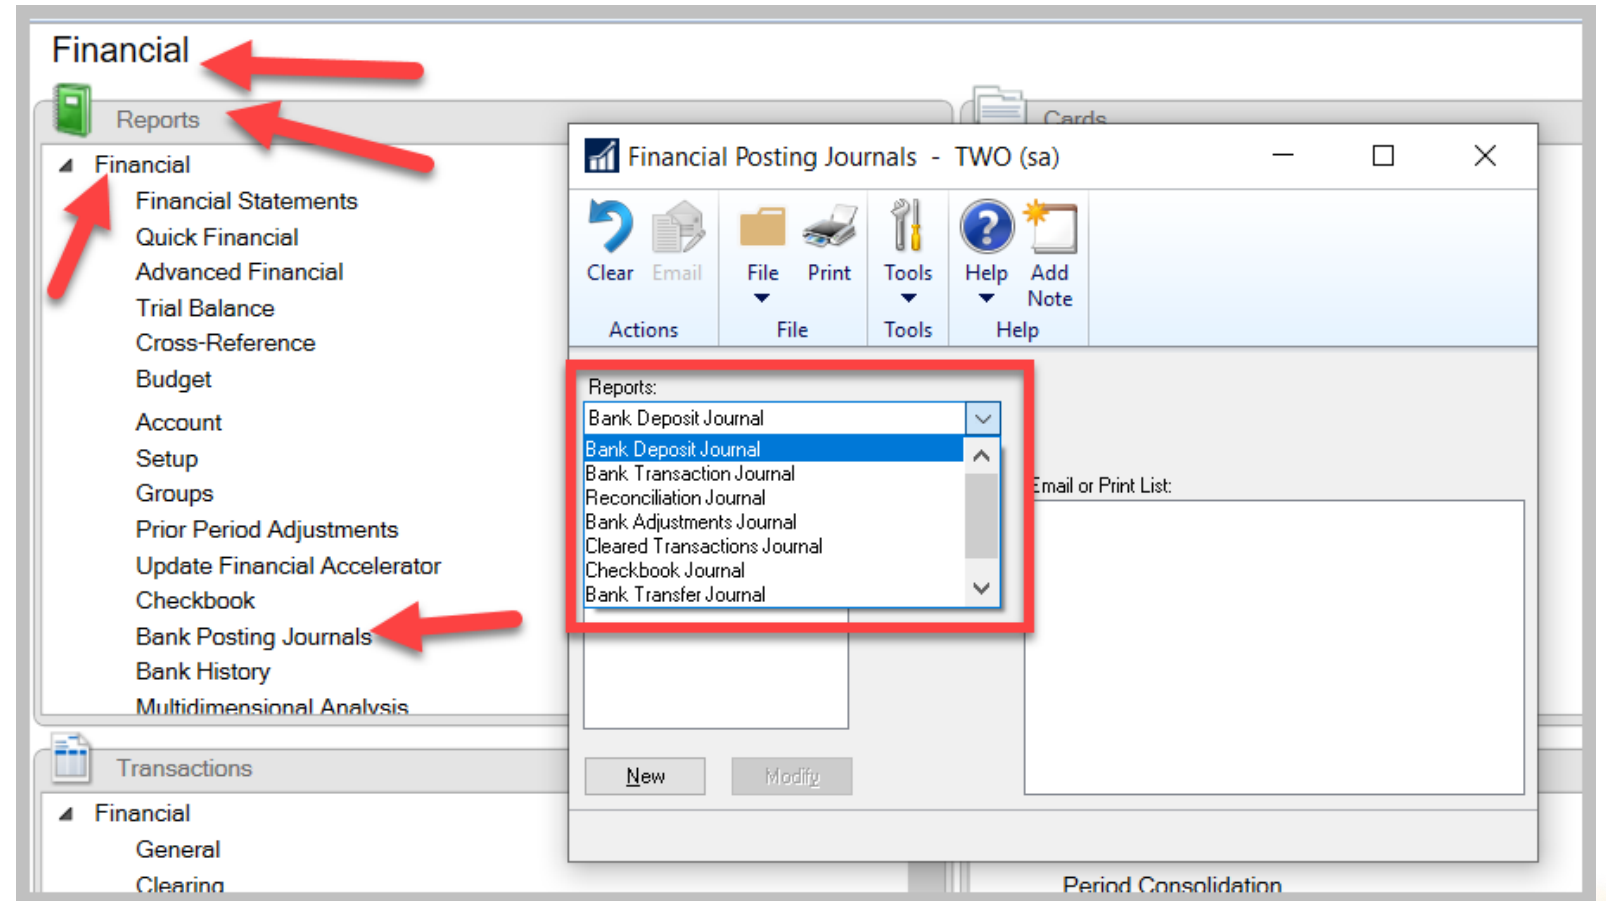 Financial
Reports
Financial
Financial Statements
Quick Financial
Advanced Financial
Trial Balance
Cross-Reference
Budget
Account
Setup
Groups
Prior Period Adjustments
Update Financial Accelerator
Checkbook
Bank Posting Journals
Bank History
Multidimensional Analysis
Transactions
Financial
General
Clearing
Cards
Financial Posting Journals - TWO (sa)
Clear Email File Print Tools Help Add Note
Actions File Tools Help
Reports:
Bank Deposit Journal
Bank Deposit Journal
Bank Transaction Journal
Reconciliation Journal
Bank Adjustments Journal
Cleared Transactions Journal
Checkbook Journal
Bank Transfer Journal
Email or Print List:
New Modify
Period Consolidation